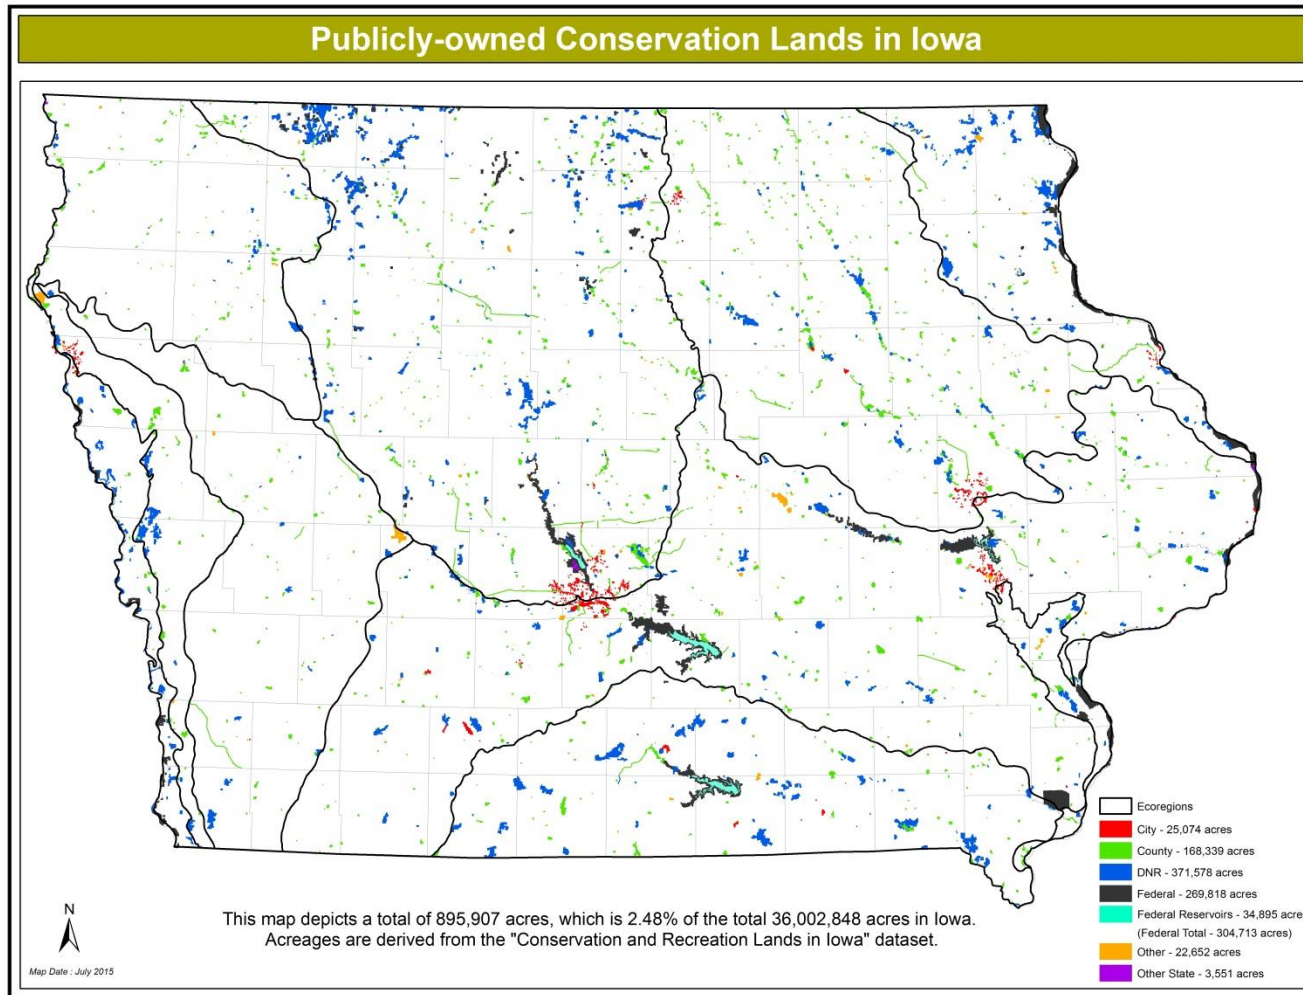 Publicly-owned Conservation Lands in Iowa
Ecoregions
City - 25,074 acres
County - 168,339 acres
DNR - 371,578 acres
Federal - 269,818 acres
Federal Reservoirs - 34,895 acre
(Federal Total - 304,713 acres)
Other - 22,652 acres
Other State - 3,551 acres
This map depicts a total of 895,907 acres, which is 2.48% of the total 36,002,848 acres in Iowa.
Acreages are derived from the "Conservation and Recreation Lands in Iowa" dataset.
N
Map Date : July 2015